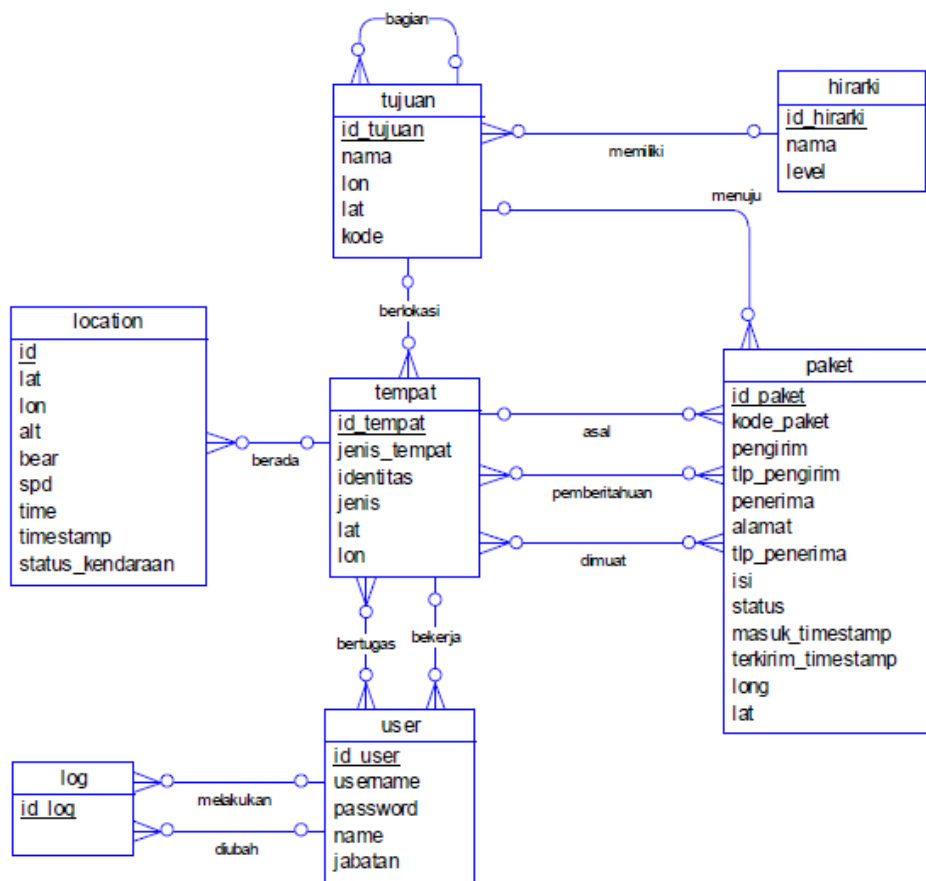 bagian
tujuan
id_tujuan
nama
lon
lat
kode
hirarki
id_hirarki
nama
level
memiliki
menuju
berlokasi
location
id
lat
lon
alt
bear
spd
time
timestamp
status_kendaraan
berada
tempat
id_tempat
jenis_tempat
identitas
jenis
lat
lon
asal
pemberitahuan
dimuat
paket
id_paket
kode_paket
pengirim
tlp_pengirim
penerima
alamat
tlp_penerima
isi
status
masuk_timestamp
terkirim_timestamp
long
lat
bertugas
bekerja
user
id_user
username
password
name
jabatan
log
id_log
melakukan
diubah